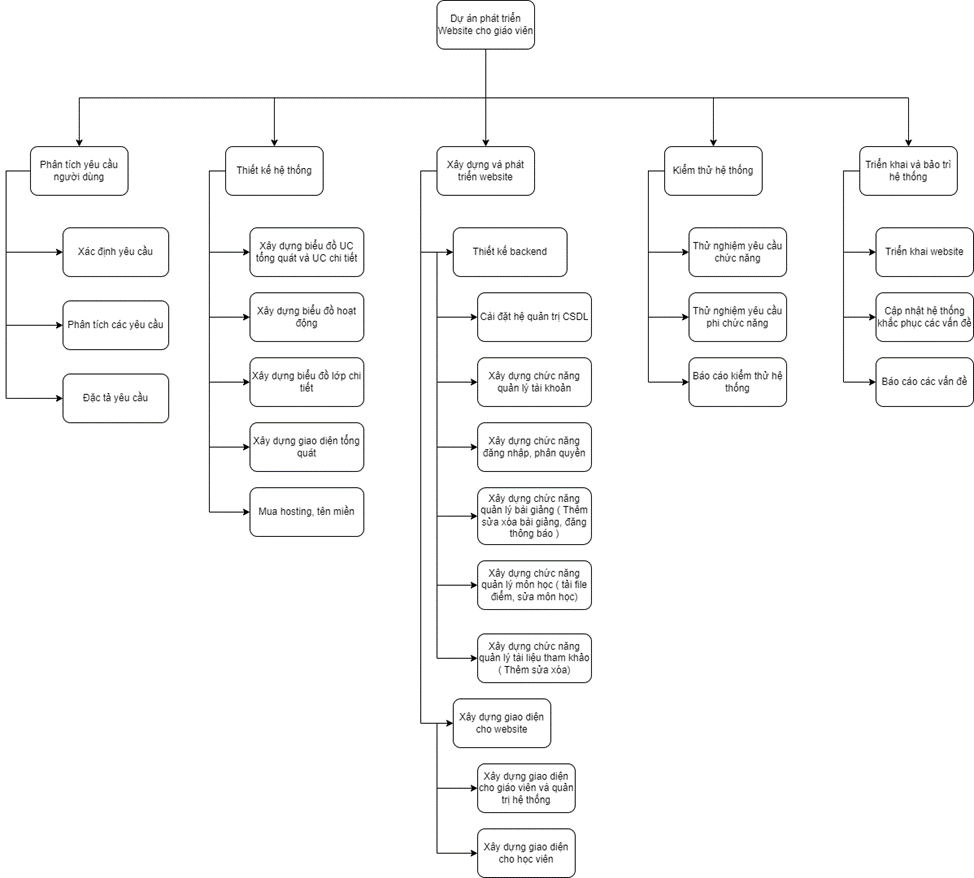 Dự án phát triển
Website cho giáo viên
Phân tích yêu cầu
người dùng
Xác định yêu cầu
Phân tích các yêu cầu
Đặc tả yêu cầu
Thiết kế hệ thống
Xây dựng biểu đồ UC
tổng quát và UC chi tiết
Xây dựng biểu đồ hoạt
động
Xây dựng biểu đồ lớp chi
tiết
Xây dựng giao diện tổng
quát
Mua hosting, tên miền
Xây dựng và phát
triển website
Thiết kế backend
Cài đặt hệ quản trị CSDL
Xây dựng chức năng
quản lý tài khoản
Xây dựng chức năng
đăng nhập, phân quyền
Xây dựng chức năng
quản lý bài giảng ( Thêm
sửa xóa bài giảng, đăng
thông báo )
Xây dựng chức năng
quản lý môn học ( tải file
điểm, sửa môn học)
Xây dựng chức năng
quản lý tài liệu tham khảo
( Thêm sửa xóa)
Xây dựng giao diện
cho website
Xây dựng giao diện
cho giáo viên và quản
trị hệ thống
Xây dựng giao diện
cho học viên
Kiểm thử hệ thống
Thử nghiệm yêu cầu
chức năng
Thử nghiệm yêu cầu
phi chức năng
Báo cáo kiểm thử hệ
thống
Triển khai và bảo trì
hệ thống
Triển khai website
Cập nhật hệ thống
khắc phục các vấn đề
Báo cáo các vấn đề